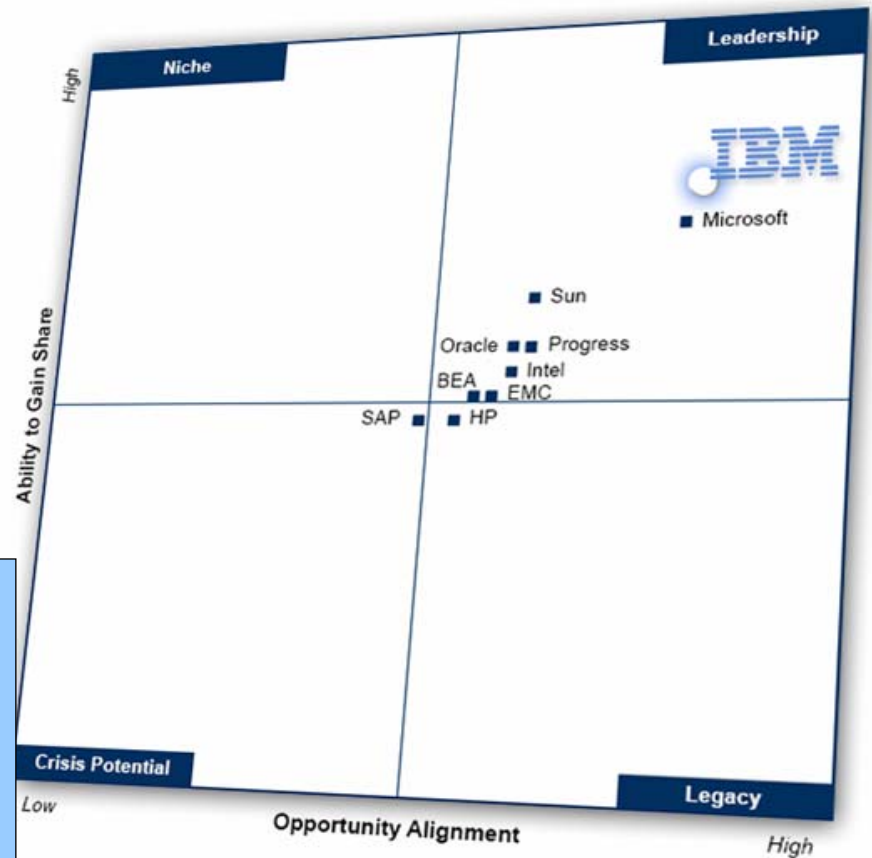 Niche
Leadership
High
IBM
Microsoft
Sun
Oracle
Progress
Intel
BEA
EMC
SAP
HP
Ability to Gain Share
Crisis Potential
Legacy
Low
Opportunity Alignment
High